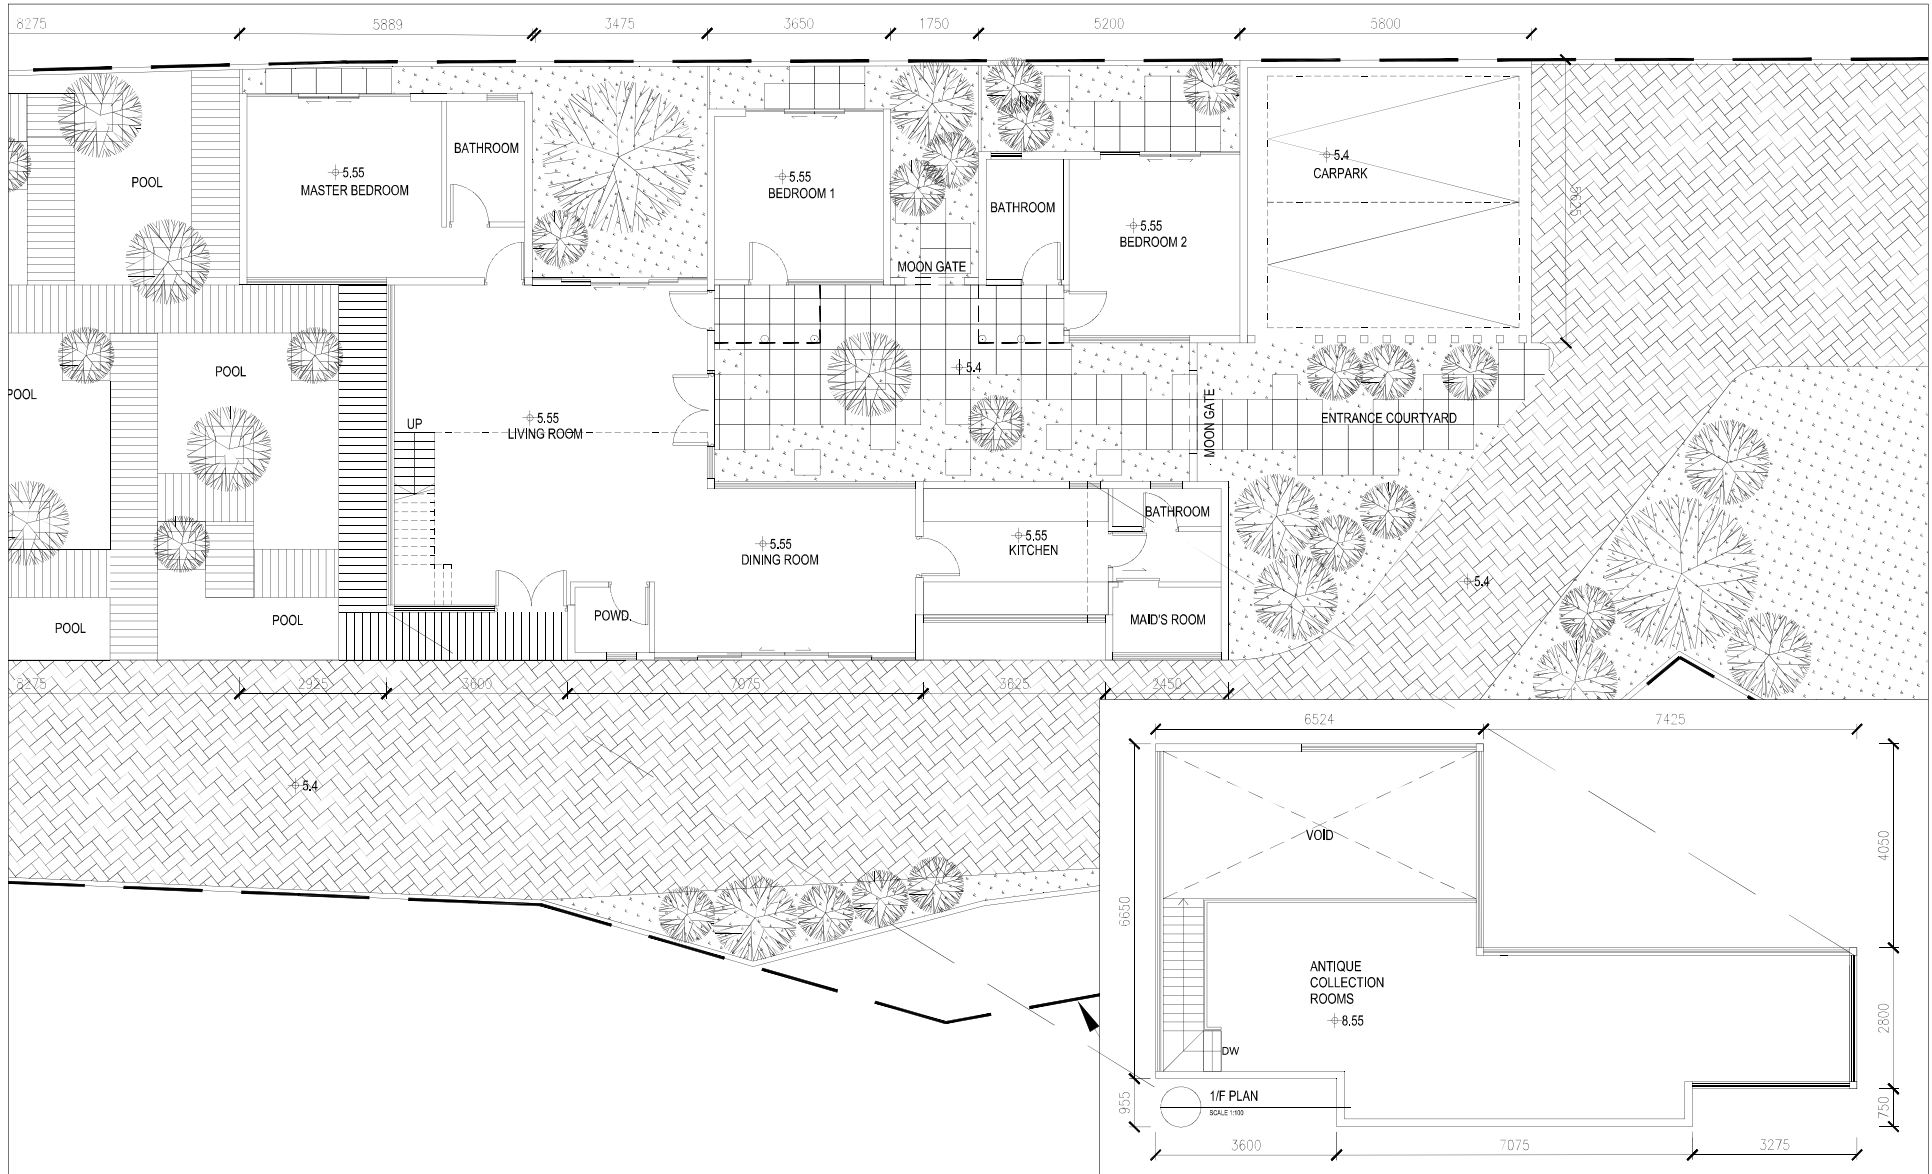 8275 5889 3475 3650 1750 5200 5800
BATHROOM
5.55
MASTER BEDROOM
POOL
5.55
BEDROOM 1
BATHROOM
5.55
BEDROOM 2
5.4
CARPARK
5625
MOON GATE
POOL
POOL
5.4
UP
5.55
LIVING ROOM
MOON GATE
ENTRANCE COURTYARD
BATHROOM
5.55
DINING ROOM
5.55
KITCHEN
5.4
POWD.
MAID'S ROOM
POOL
POOL
8275 2925 3600 7075 3625 2450
5.4
6524 7425
VOID
4050
6650
ANTIQUE
COLLECTION
ROOMS
8.55
2800
DW
1/F PLAN
SCALE 1:100
955
750
3600 7075 3275